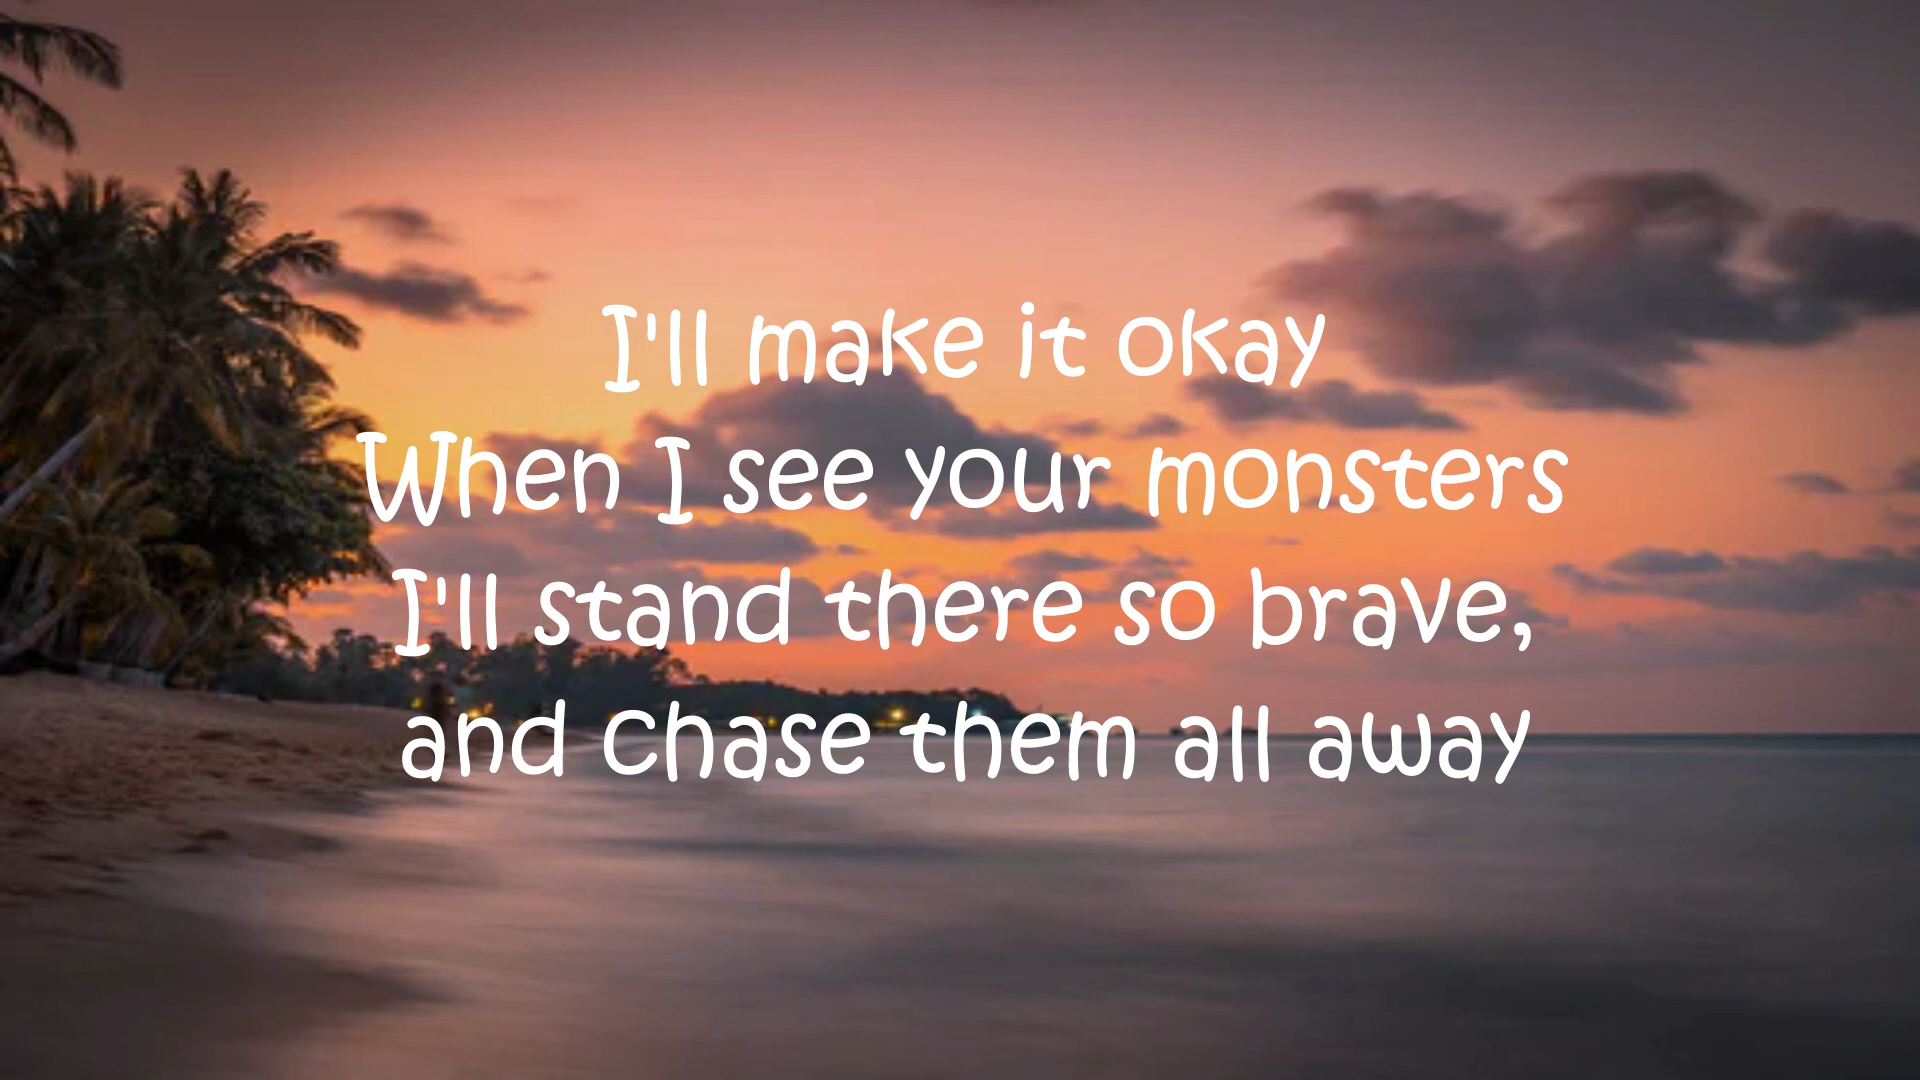 I'll make it okay
When I see your monsters
I'll stand there so brave,
and chase them all away